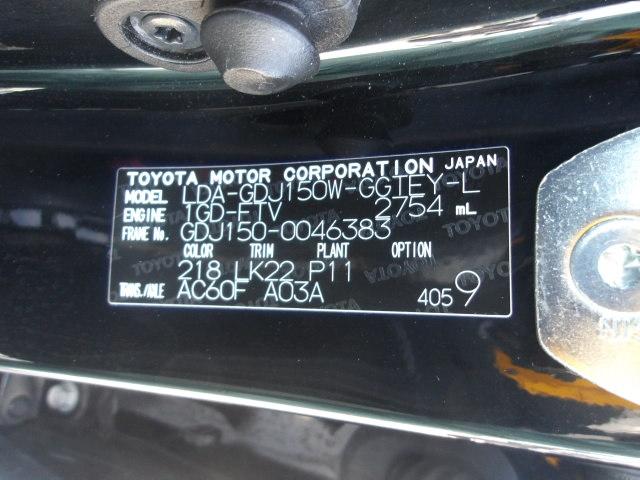 TOYOTA MOTOR CORPORATION JAPAN
MODEL LDA-GDJ150W-GGTEY-L
ENGINE 1GD-FTV 2754 mL
FRAME No. GDJ150-0046383
COLOR TRIM PLANT OPTION
218 LK22 P11
TRANS./AXLE AC60F A03A 4059